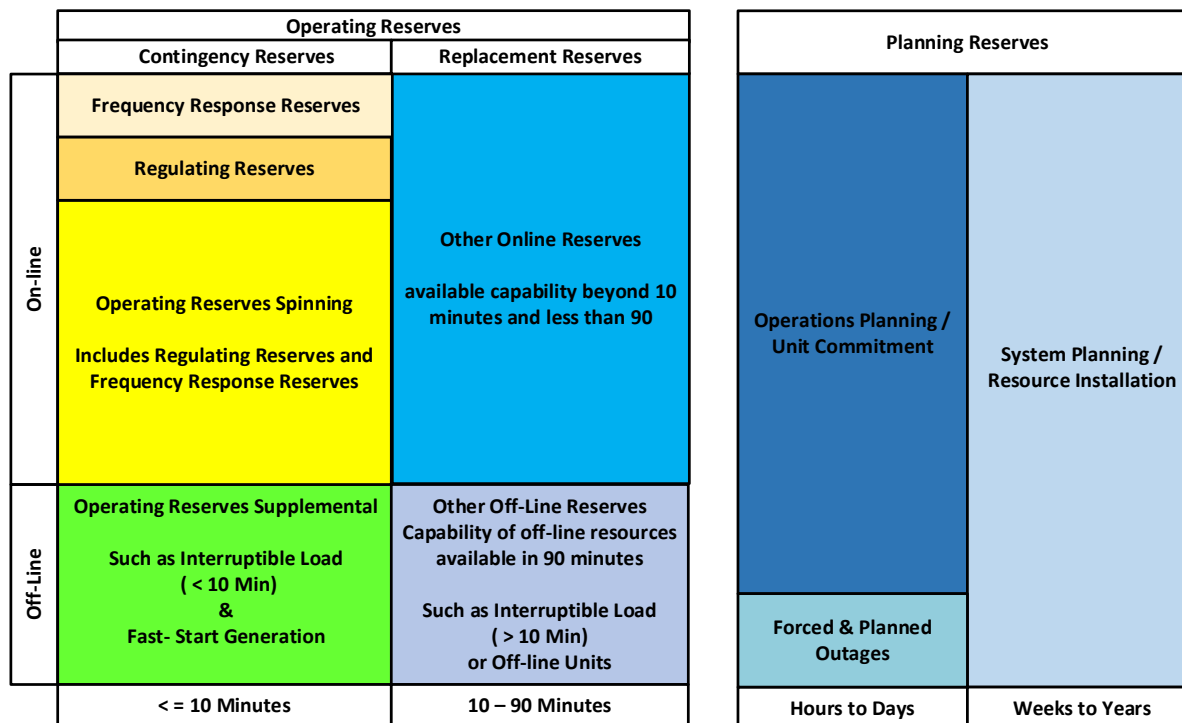 Operating Reserves
Contingency Reserves
Replacement Reserves
On-line
Frequency Response Reserves
Regulating Reserves
Operating Reserves Spinning
Includes Regulating Reserves and
Frequency Response Reserves
Other Online Reserves
available capability beyond 10
minutes and less than 90
Off-Line
Operating Reserves Supplemental
Such as Interruptible Load
( < 10 Min)
&
Fast- Start Generation
Other Off-Line Reserves
Capability of off-line resources
available in 90 minutes
Such as Interruptible Load
( > 10 Min)
or Off-line Units
< = 10 Minutes
10 – 90 Minutes
Planning Reserves
Operations Planning /
Unit Commitment
System Planning /
Resource Installation
Forced & Planned
Outages
Hours to Days
Weeks to Years